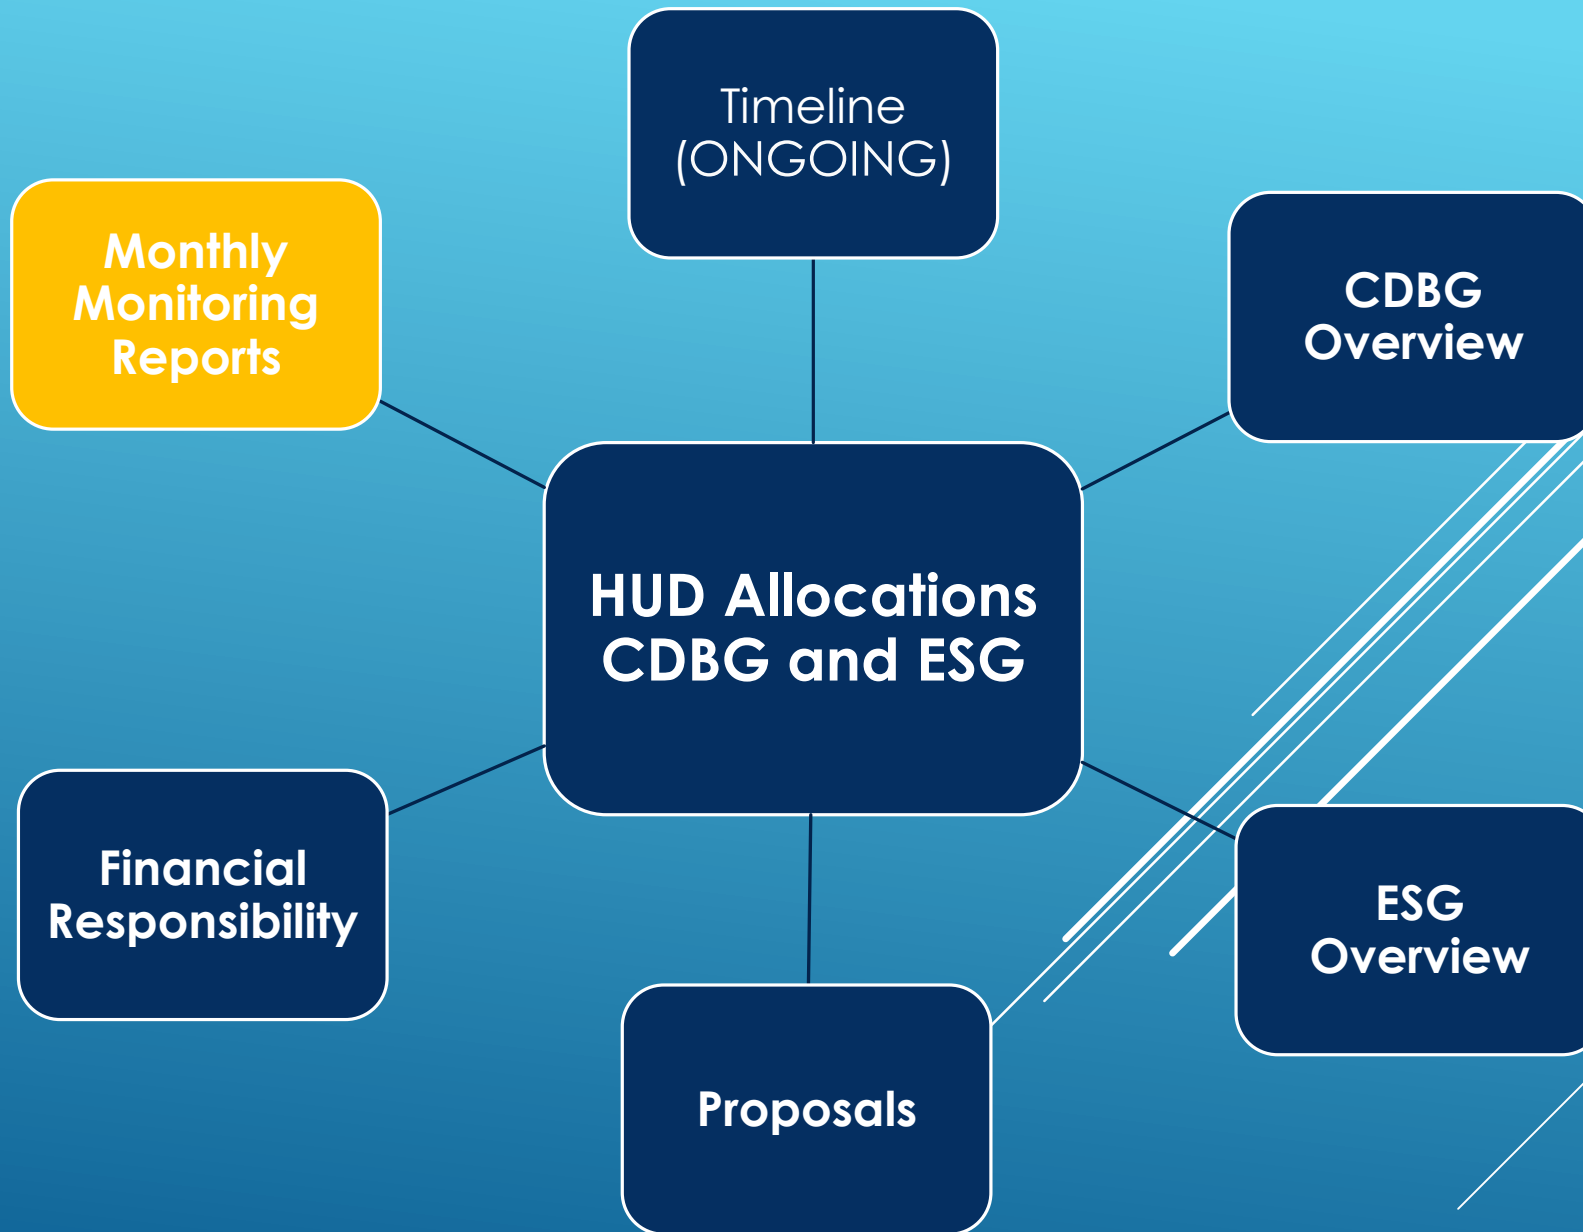 Timeline
(ONGOING)
Monthly
Monitoring
Reports
CDBG
Overview
HUD Allocations
CDBG and ESG
Financial
Responsibility
ESG
Overview
Proposals